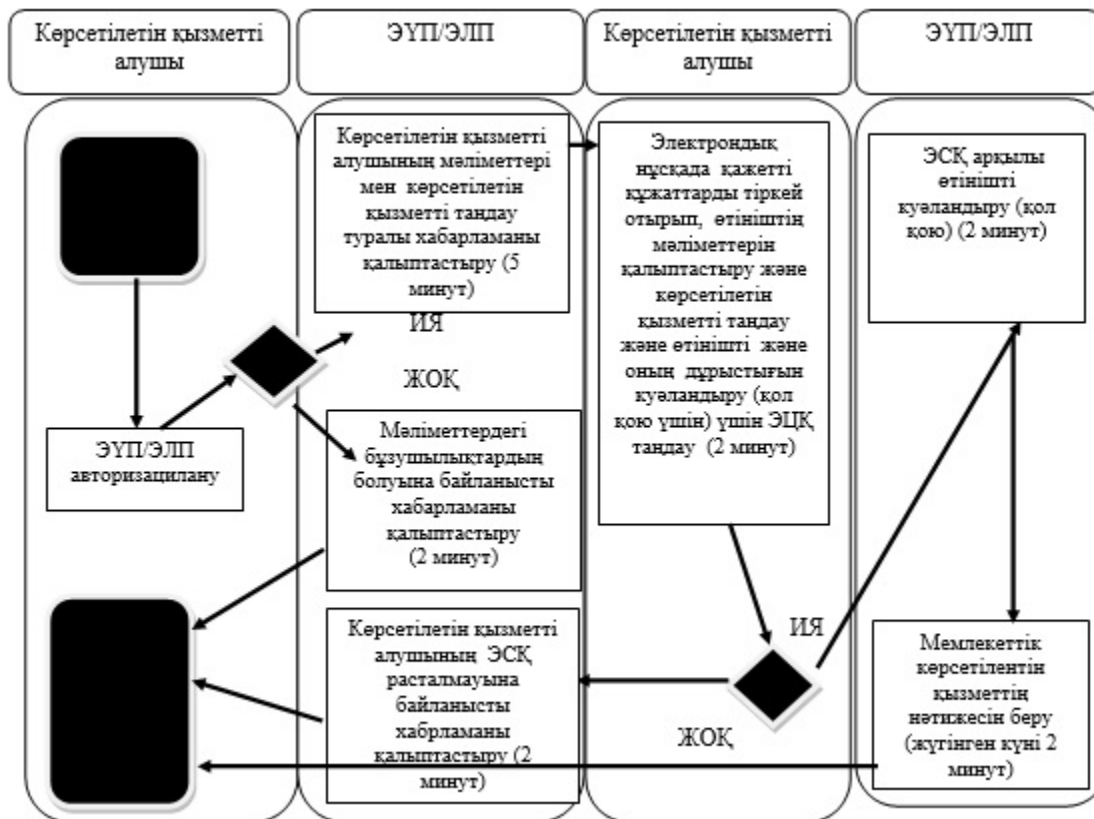 Көрсетілетін қызметті
алушы
ЭҮП/ЭЛП
Көрсетілетін қызметті
алушы
ЭҮП/ЭЛП
ЭҮП/ЭЛП
авторизацилану
Көрсетілетін қызметті
алушының мәліметтері
мен көрсетілетін
қызметті таңдау
туралы хабарламаны
қалыптастыру (5
минут)
ИЯ
ЖОҚ
Мәліметтердегі
бұзушылықтардың
болуына байланысты
хабарламаны
қалыптастыру
(2 минут)
Көрсетілетін қызметті
алушының ЭСҚ
расталмауына
байланысты
хабрламаны
қалыптастыру (2
минут)
Электрондық
нұсқада қажетті
құжаттарды тіркей
отырып, өтініштің
мәліметтерін
қалыптастыру және
көрсетілетін
қызметті таңдау
және өтінішті және
оның дұрыстығын
куәландыру (қол
қою үшін) үшін ЭЦҚ
таңдау (2 минут)
ИЯ
ЖОҚ
ЭСҚ арқылы
өтінішті
куәландыру (қол
қою) (2 минут)
Мемлекеттік
көрсетілентін
қызметтің
нәтижесін беру
(жүгінген күні 2
минут)